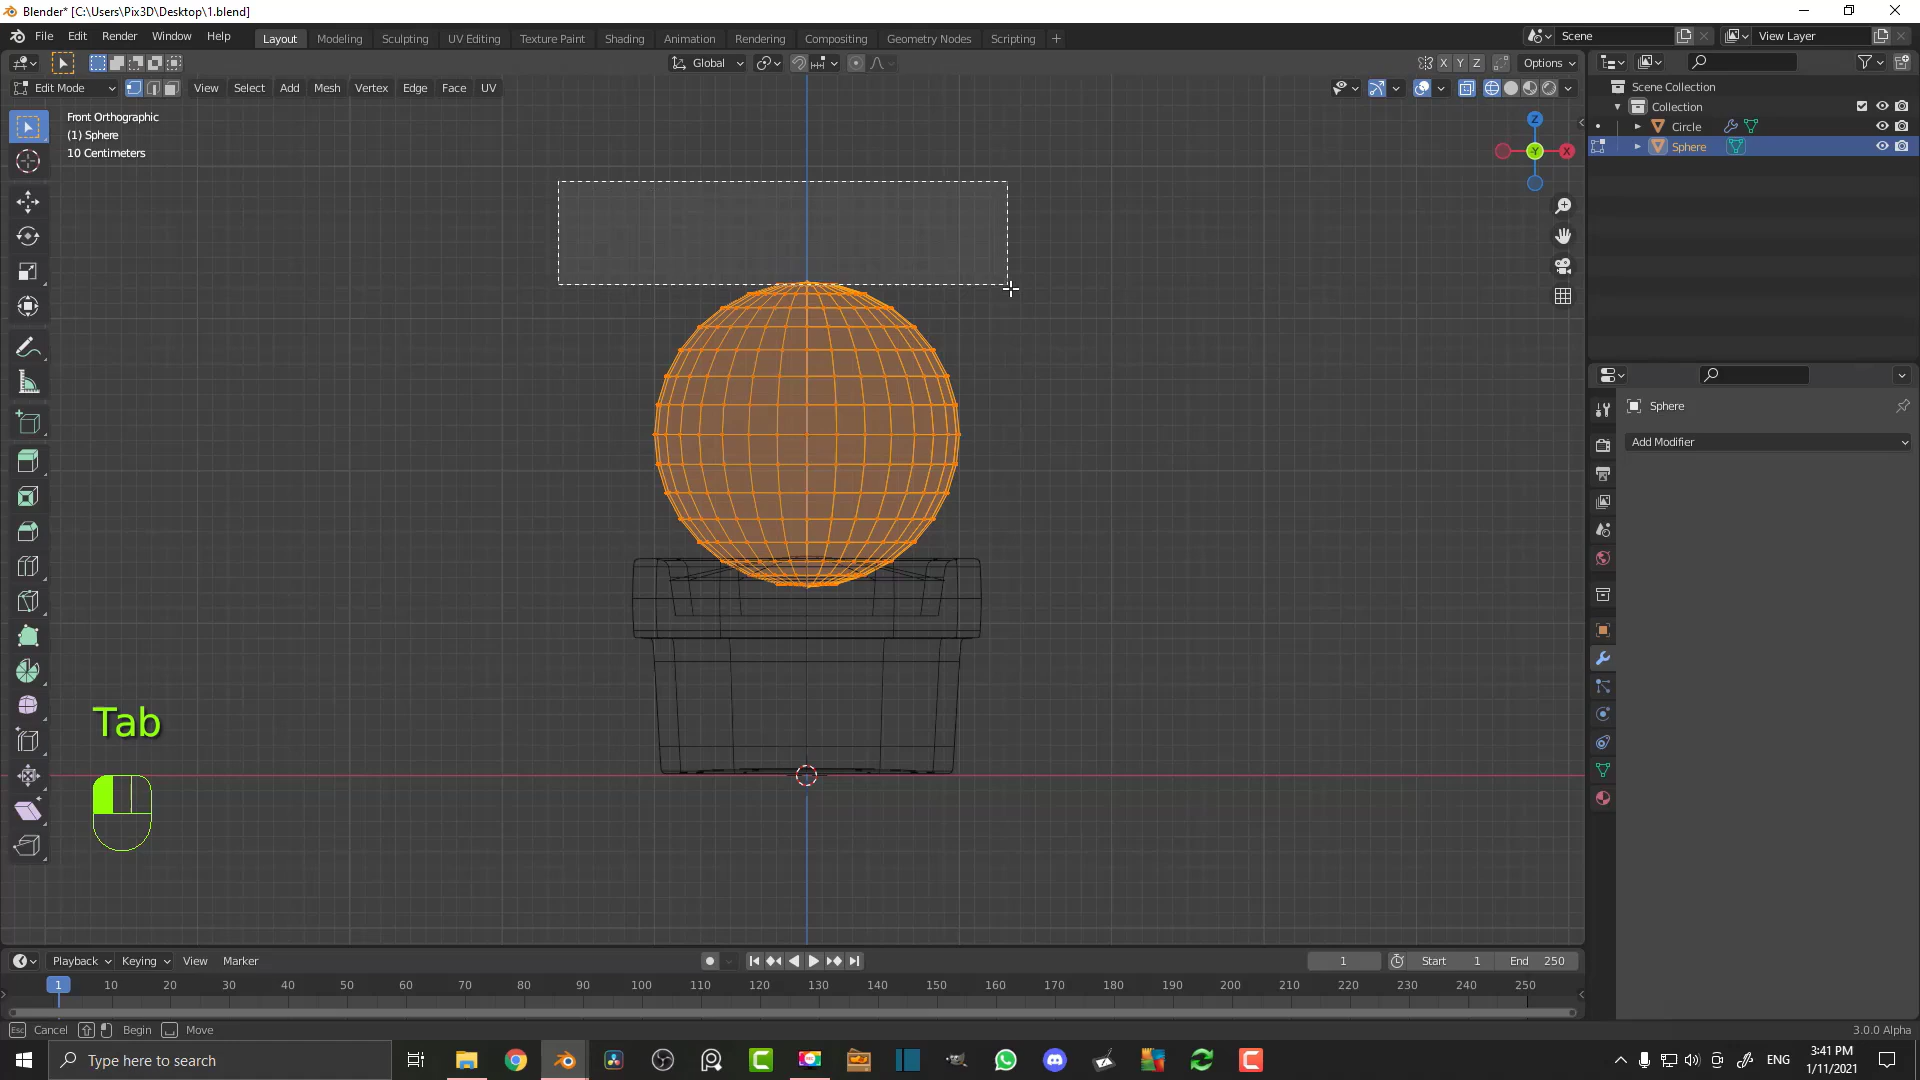 Blender* [C:\Users\Pix3D\Desktop\1.blend]
File Edit Render Window Help Layout Modeling Sculpting UV Editing Texture Paint Shading Animation Rendering Compositing Geometry Nodes Scripting + Scene View Layer
Global X Y Z Options
Edit Mode View Select Add Mesh Vertex Edge Face UV
Scene Collection
Collection
Circle
Sphere
Front Orthographic
(1) Sphere
10 Centimeters
Z
X
-Y
Sphere
Add Modifier
Tab
Playback Keying View Marker 1 Start 1 End 250
1 10 20 30 40 50 60 70 80 90 100 110 120 130 140 150 160 170 180 190 200 210 220 230 240 250
Esc Cancel Begin Move 3.0.0 Alpha
Type here to search ENG 3:41 PM
1/11/2021